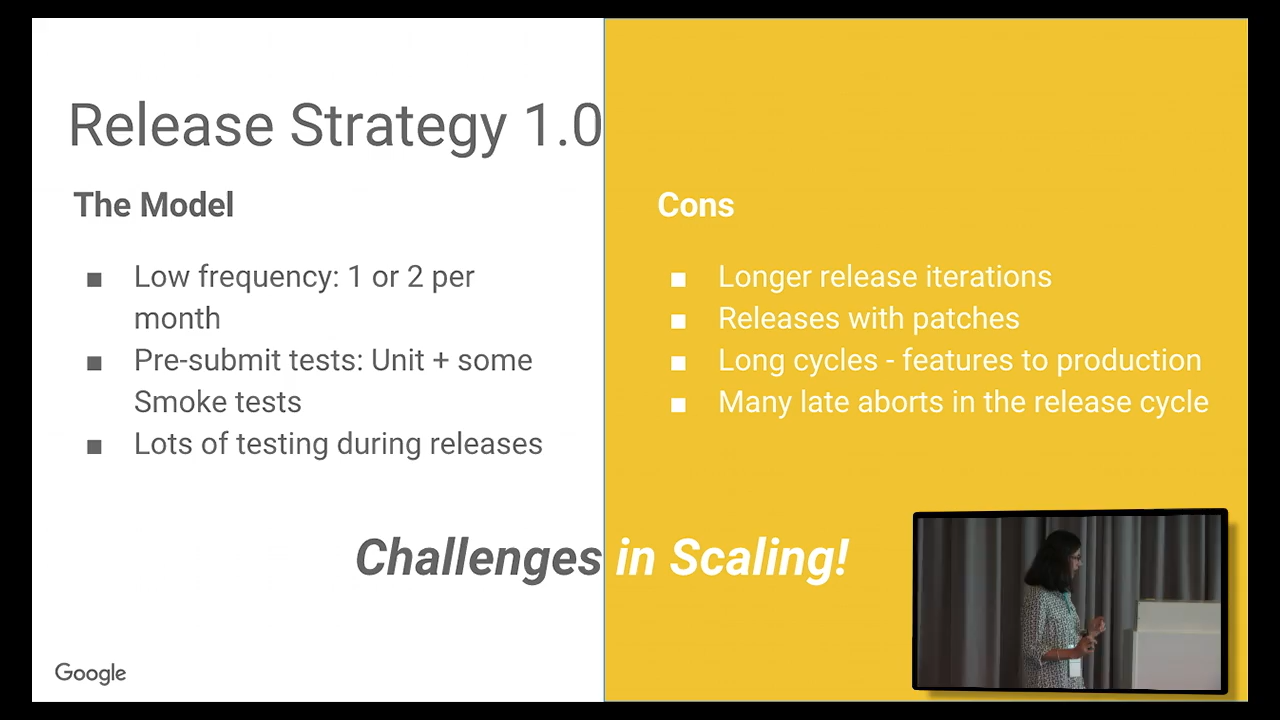 Release Strategy 1.0
The Model
■ Low frequency: 1 or 2 per
month
■ Pre-submit tests: Unit + some
Smoke tests
■ Lots of testing during releases
Cons
■ Longer release iterations
■ Releases with patches
■ Long cycles - features to production
■ Many late aborts in the release cycle
Challenges in Scaling!
Google